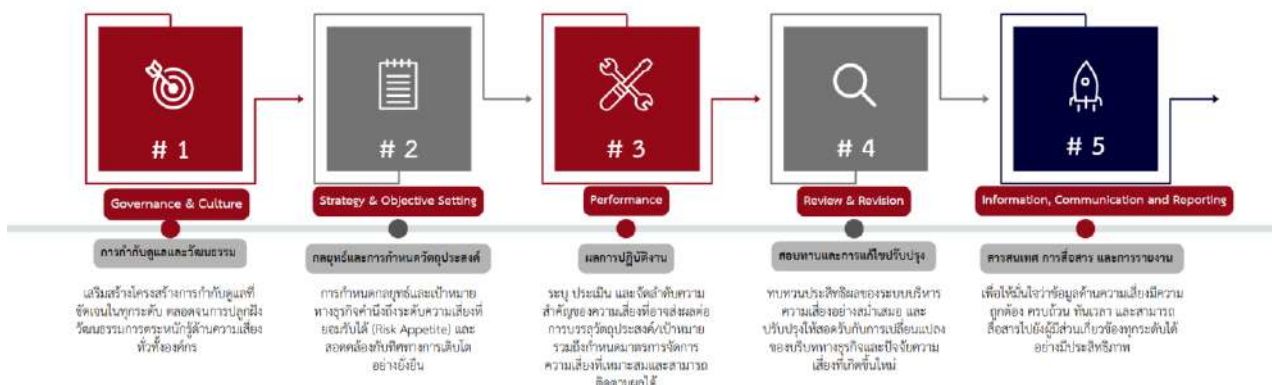 # 1
# 2
# 3
# 4
# 5
Governance & Culture
Strategy & Objective Setting
Performance
Review & Revision
Information, Communication and Reporting
การกำกับดูแลและวัฒนธรรม
กลยุทธ์และการกำหนดวัตถุประสงค์
ผลการปฏิบัติงาน
สอบทานและการแก้ไขปรับปรุง
สารสนเทศ การสื่อสาร และการรายงาน
เสริมสร้างโครงสร้างการกำกับดูแลที่
ชัดเจนในทุกระดับ ตลอดจนการปลูกฝัง
วัฒนธรรมการตระหนักรู้ด้านความเสี่ยง
ทั่วทั้งองค์กร
การกำหนดกลยุทธ์และเป้าหมาย
ทางธุรกิจคำนึงถึงระดับความเสี่ยงที่
ยอมรับได้ (Risk Appetite) และ
สอดคล้องกับทิศทางการเติบโต
อย่างยั่งยืน
ระบุ ประเมิน และจัดลำดับความ
สำคัญของความเสี่ยงที่อาจส่งผลต่อ
การบรรลุวัตถุประสงค์/เป้าหมาย
รวมถึงกำหนดมาตรการจัดการ
ความเสี่ยงที่เหมาะสมและสามารถ
ติดตามผลได้
ทบทวนประสิทธิผลของระบบบริหาร
ความเสี่ยงอย่างสม่ำเสมอ และ
ปรับปรุงให้สอดรับกับการเปลี่ยนแปลง
ของบริบททางธุรกิจและปัจจัยความ
เสี่ยงที่เกิดขึ้นใหม่
เพื่อให้มั่นใจว่าข้อมูลด้านความเสี่ยงมีความ
ถูกต้อง ครบถ้วน ทันเวลา และสามารถ
สื่อสารไปยังผู้มีส่วนเกี่ยวข้องทุกระดับได้
อย่างมีประสิทธิภาพ